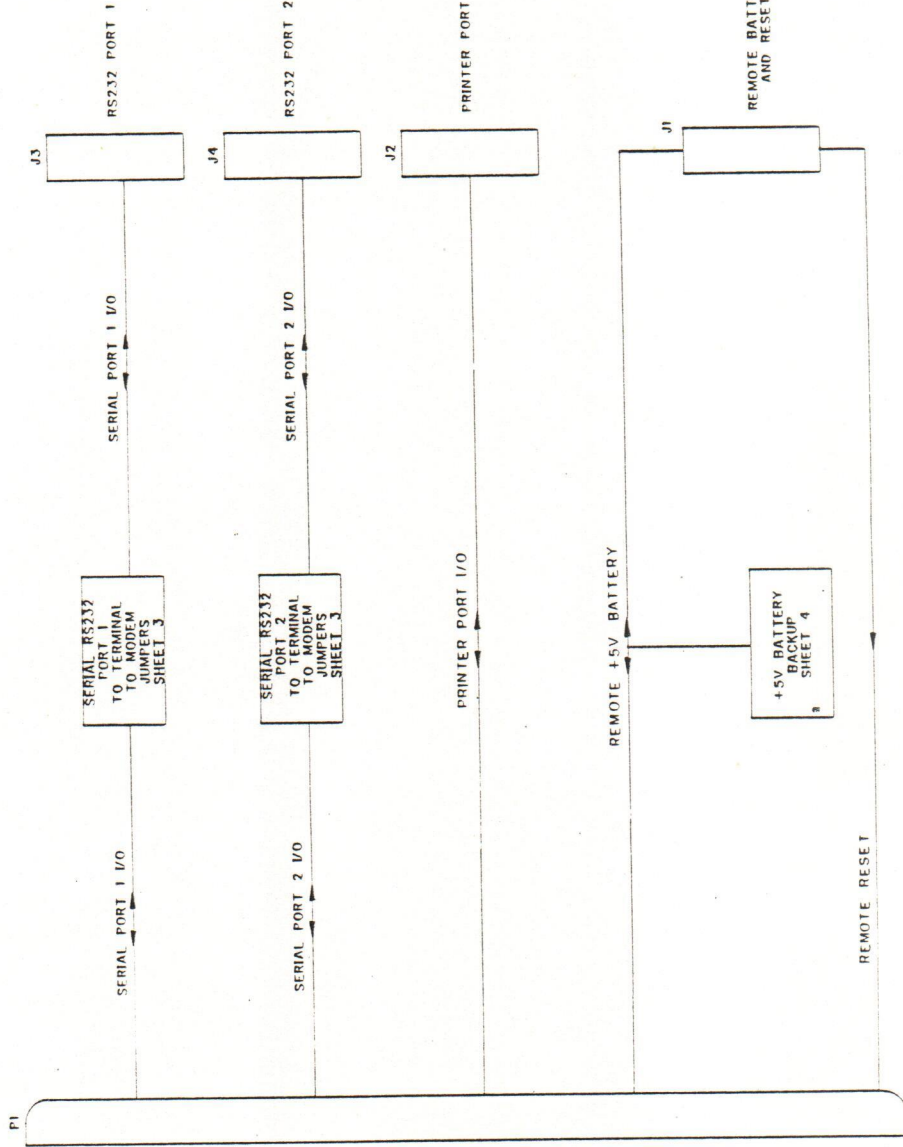 P1
SERIAL PORT 1 I/O
SERIAL RS232
PORT 1
TO TERMINAL
TO MODEM
JUMPERS
SHEET 3
SERIAL PORT 1 I/O
J3
RS232 PORT 1
SERIAL PORT 2 I/O
SERIAL RS232
PORT 2
TO TERMINAL
TO MODEM
JUMPERS
SHEET 3
SERIAL PORT 2 I/O
J4
RS232 PORT 2
PRINTER PORT I/O
J2
PRINTER PORT
REMOTE +5V BATTERY
+5V BATTERY
BACKUP
SHEET 4
J1
REMOTE BATT
AND RESET
REMOTE RESET